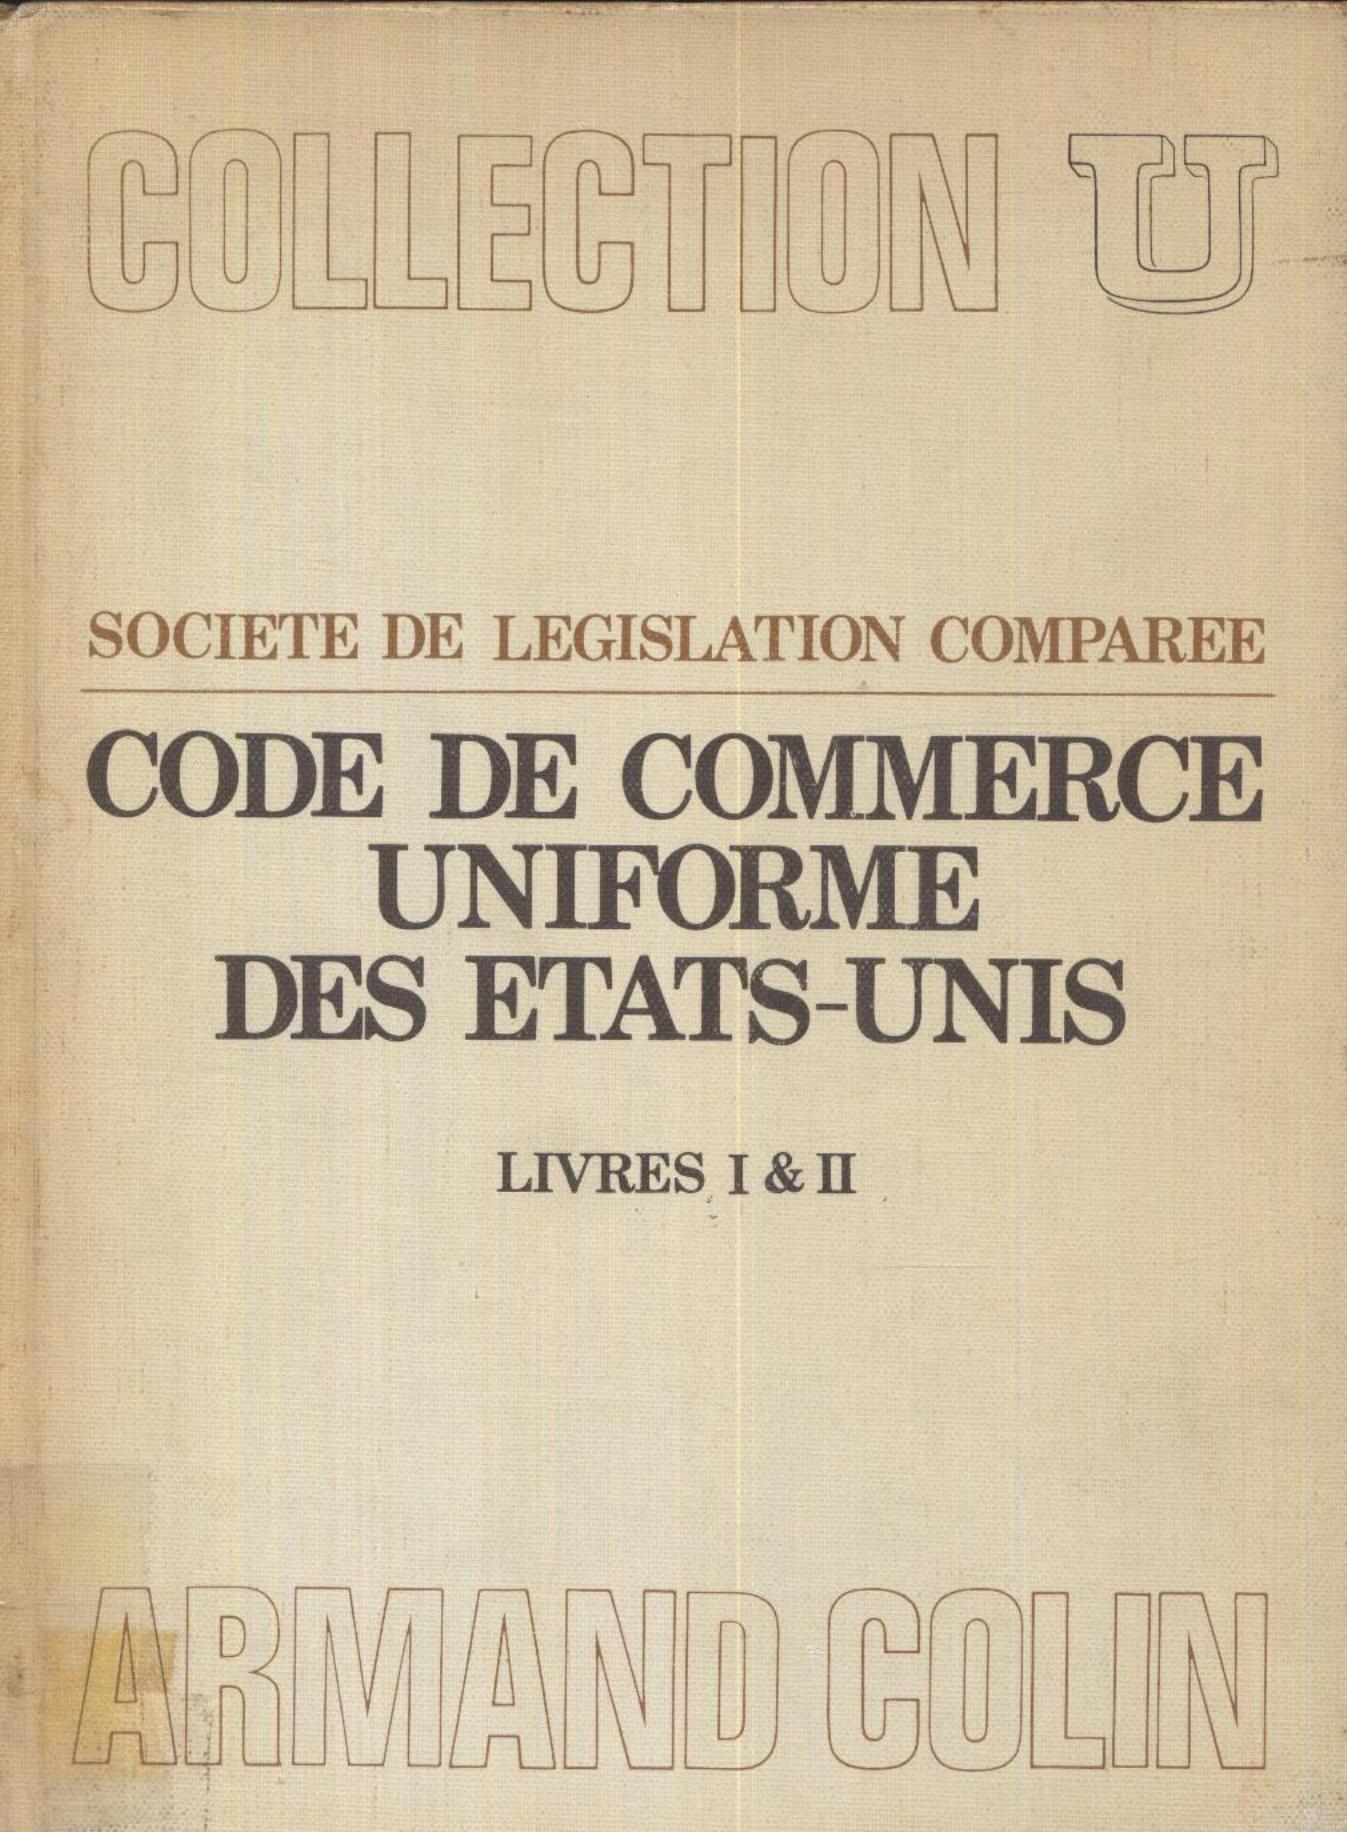 COLLECTION U
SOCIETE DE LEGISLATION COMPAREE
CODE DE COMMERCE
UNIFORME
DES ETATS-UNIS
LIVRES I & II
ARMAND COLIN